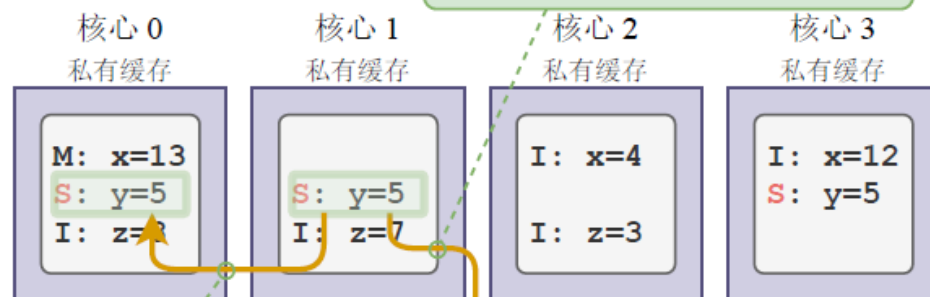 核心 0
私有缓存
M: x=13
S: y=5
I: z=3
核心 1
私有缓存
S: y=5
I: z=7
核心 2
私有缓存
I: x=4
I: z=3
核心 3
私有缓存
I: x=12
S: y=5